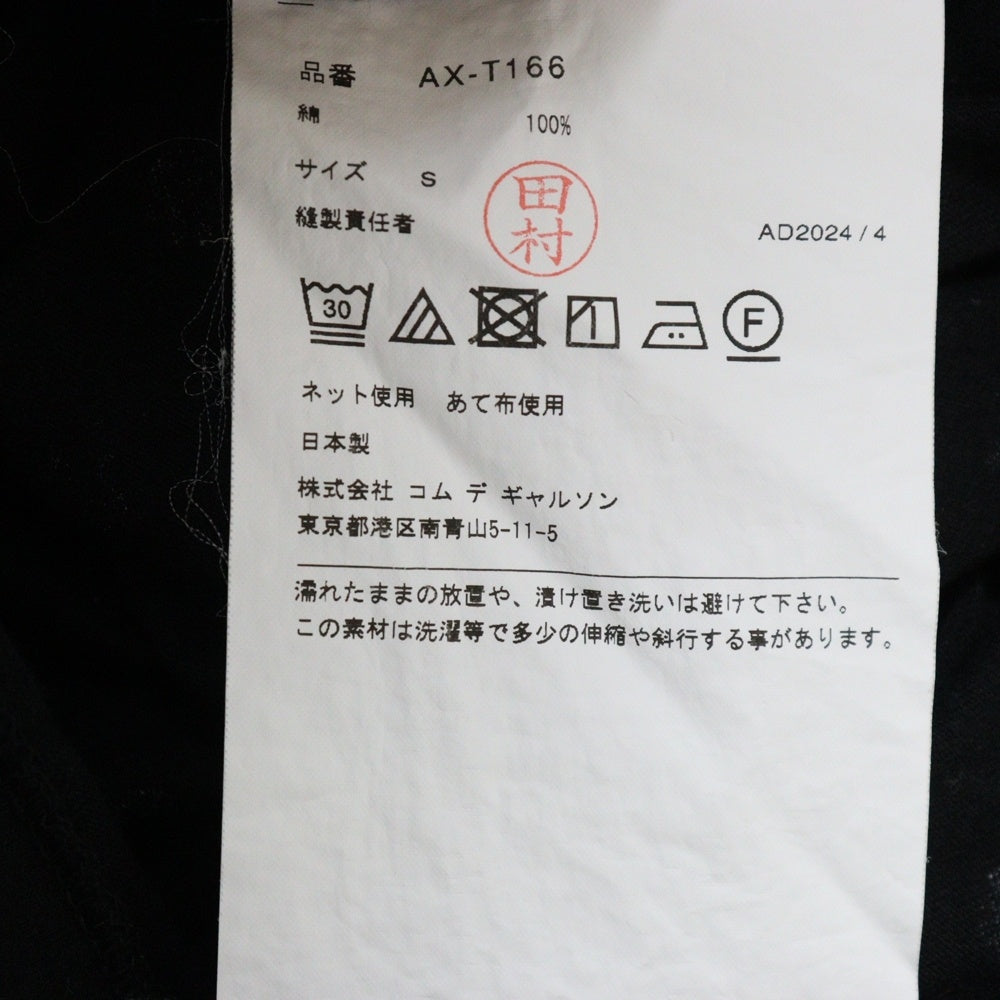 品番 AX-T166
綿 100%
サイズ S
田村
縫製責任者 AD2024/4
30 F
ネット使用 あて布使用
日本製
株式会社 コム デ ギャルソン
東京都港区南青山5-11-5
濡れたままの放置や、漬け置き洗いは避けて下さい。
この素材は洗濯等で多少の伸縮や斜行する事があります。